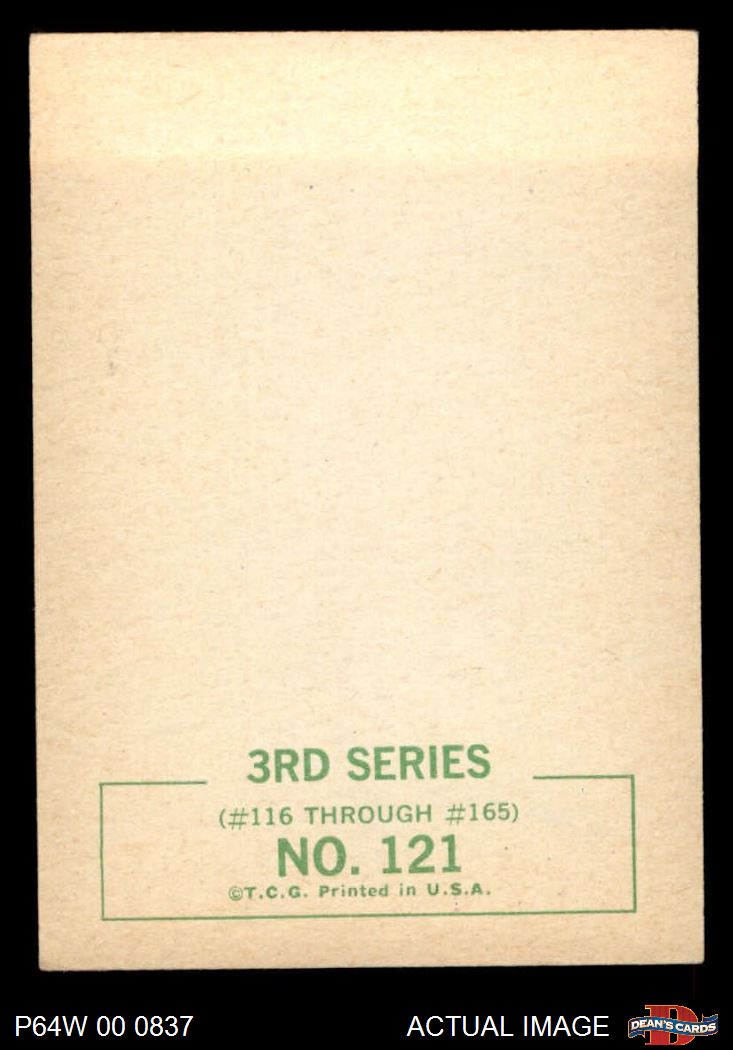 3RD SERIES
(#116 THROUGH #165)
NO. 121
©T.C.G. Printed in U.S.A.
P64W 00 0837
ACTUAL IMAGE
D
DEAN'S CARDS